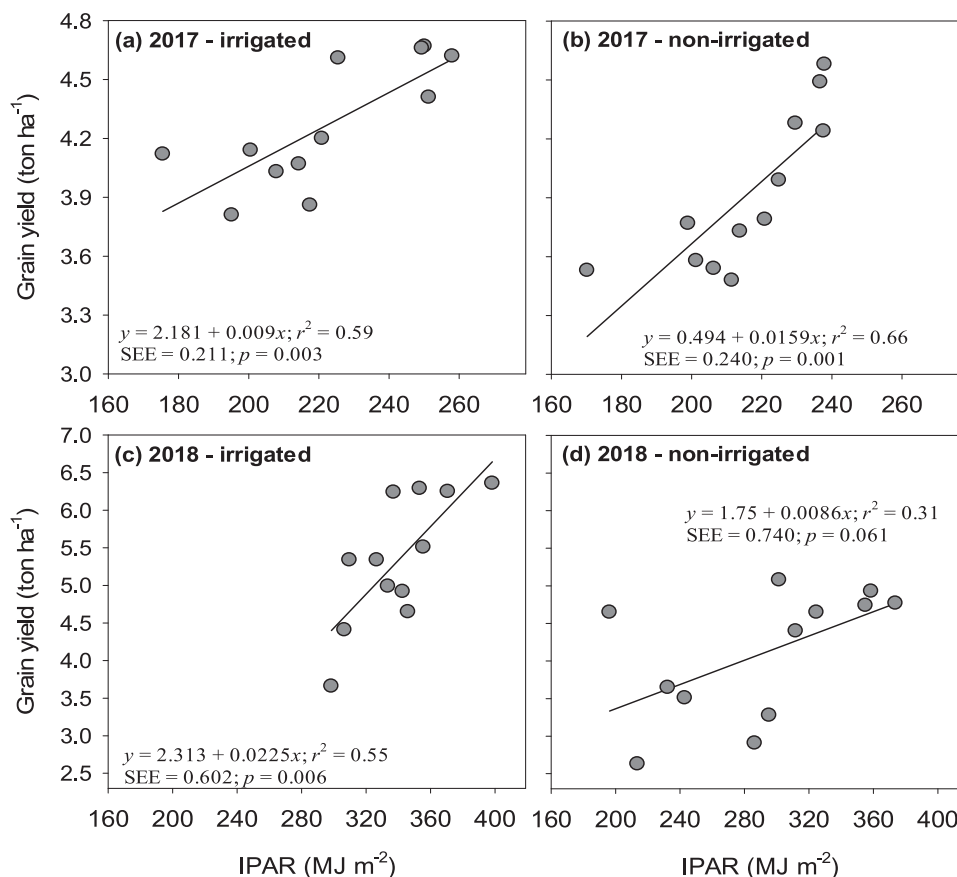 (a) 2017 - irrigated
(b) 2017 - non-irrigated
Grain yield (ton ha⁻¹)
4.8
4.5
4.2
3.9
3.6
3.3
3.0
y = 2.181 + 0.009x; r² = 0.59
SEE = 0.211; p = 0.003
y = 0.494 + 0.0159x; r² = 0.66
SEE = 0.240; p = 0.001
160 180 200 220 240 260
160 180 200 220 240 260
(c) 2018 - irrigated
(d) 2018 - non-irrigated
Grain yield (ton ha⁻¹)
7.0
6.5
6.0
5.5
5.0
4.5
4.0
3.5
3.0
2.5
y = 1.75 + 0.0086x; r² = 0.31
SEE = 0.740; p = 0.061
y = 2.313 + 0.0225x; r² = 0.55
SEE = 0.602; p = 0.006
120 160 200 240 280 320 360 400
160 200 240 280 320 360 400
IPAR (MJ m⁻²)
IPAR (MJ m⁻²)